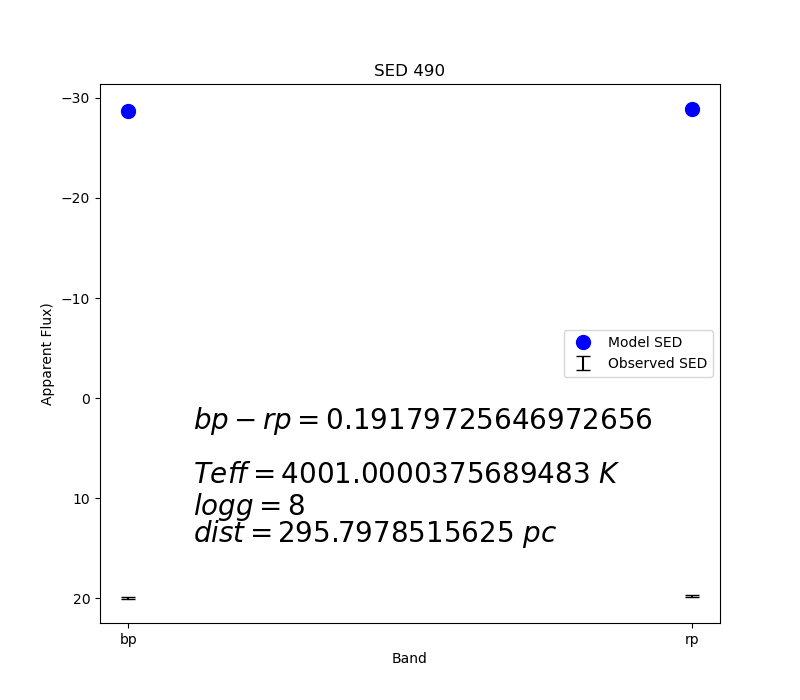 SED 490
−30
−20
−10
0
10
20
Apparent Flux)
Model SED
Observed SED
bp − rp = 0.19179725646972656
Teff = 4001.0000375689483 K
logg = 8
dist = 295.7978515625 pc
bp
rp
Band